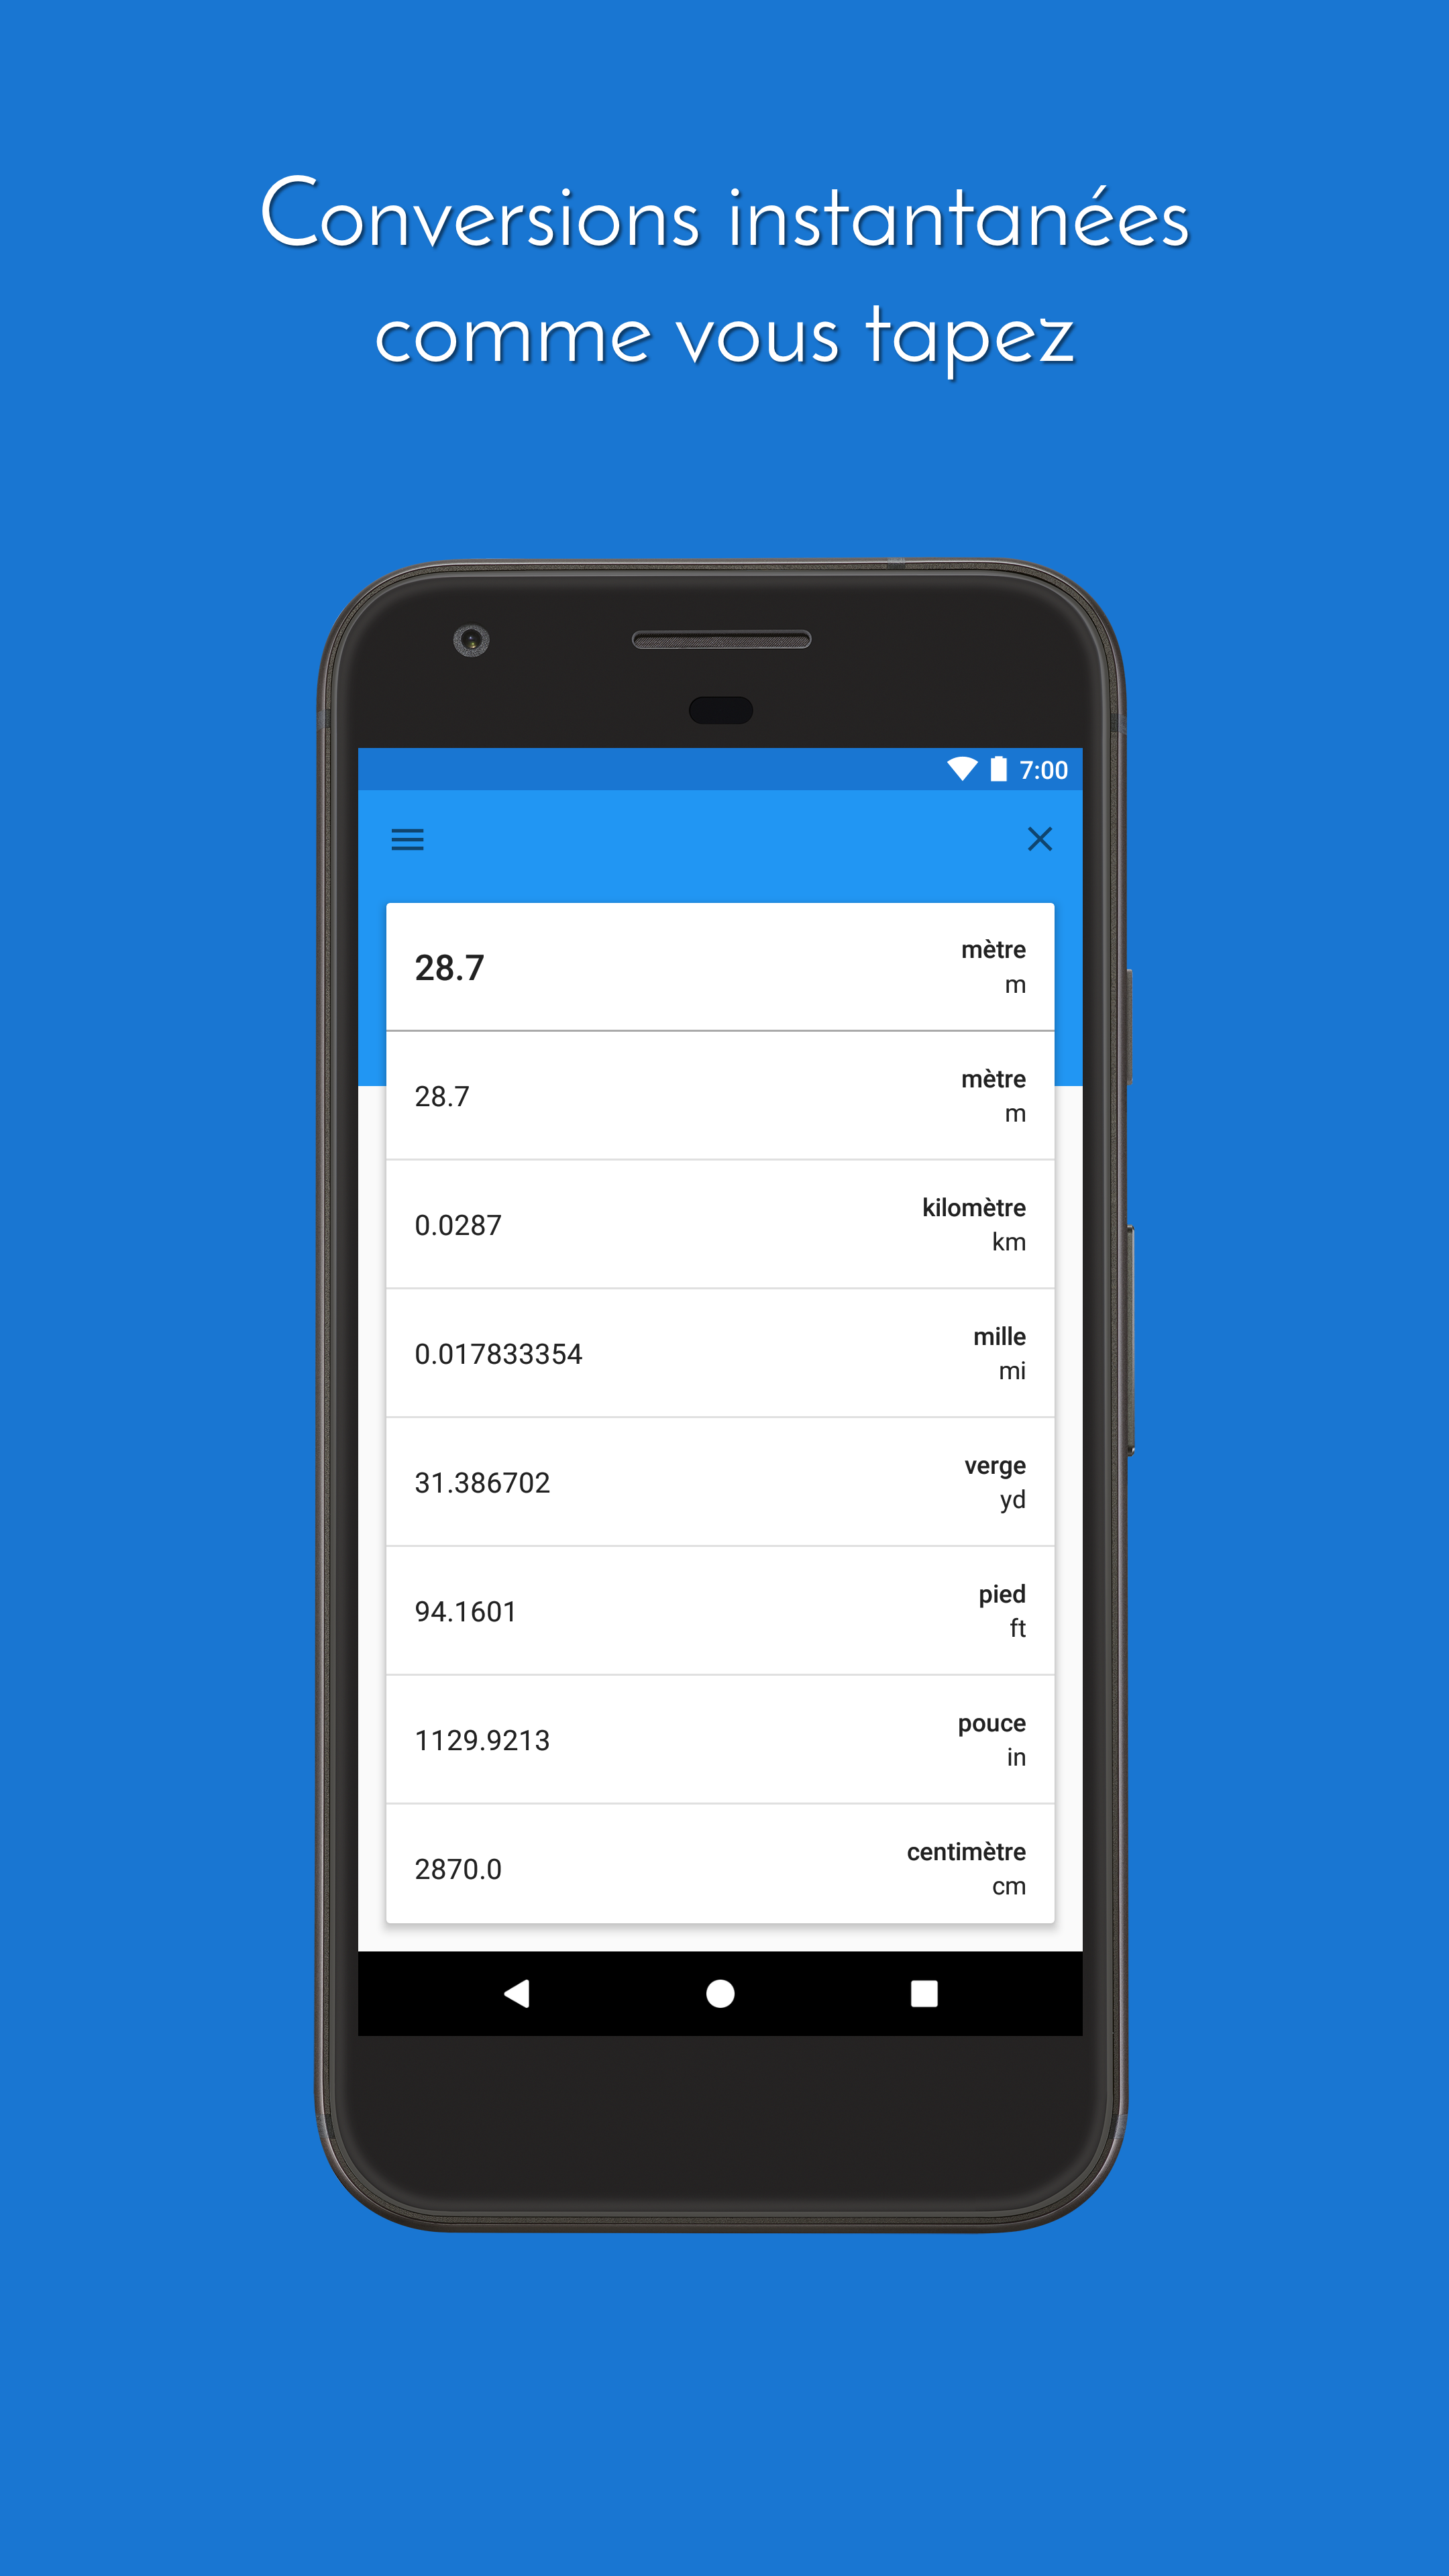 Conversions instantanées
comme vous tapez
7:00
28.7
mètre
m
28.7
mètre
m
0.0287
kilomètre
km
0.017833354
mille
mi
31.386702
verge
yd
94.1601
pied
ft
1129.9213
pouce
in
2870.0
centimètre
cm